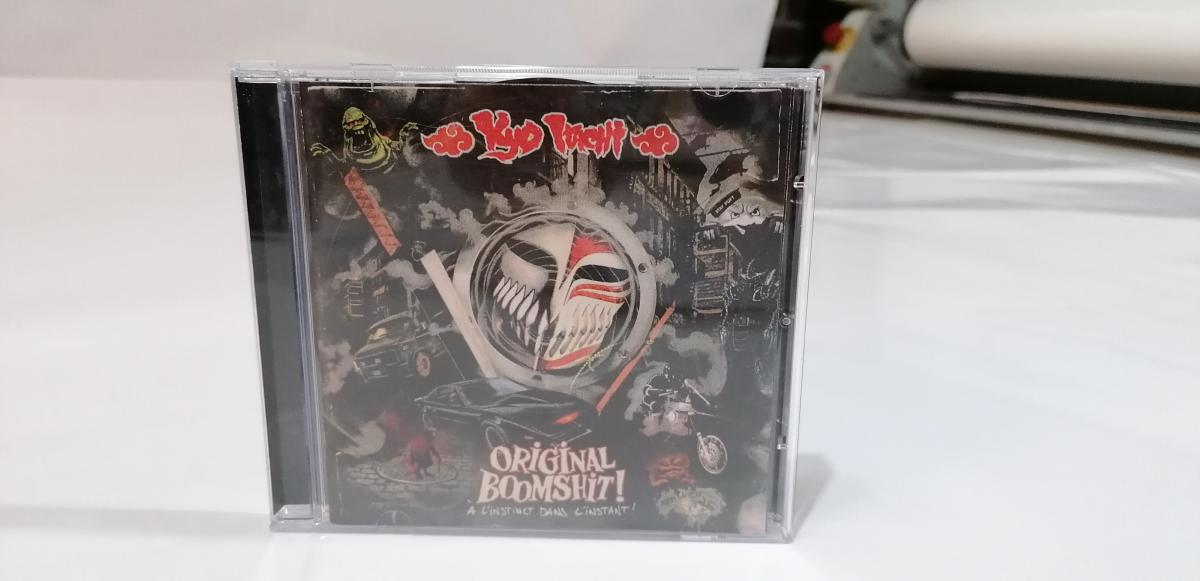 Kyo Itachi
ORiGiNAL
BOOMSHiT!
À L'iNSTiNCT DANS L'iNSTANT!